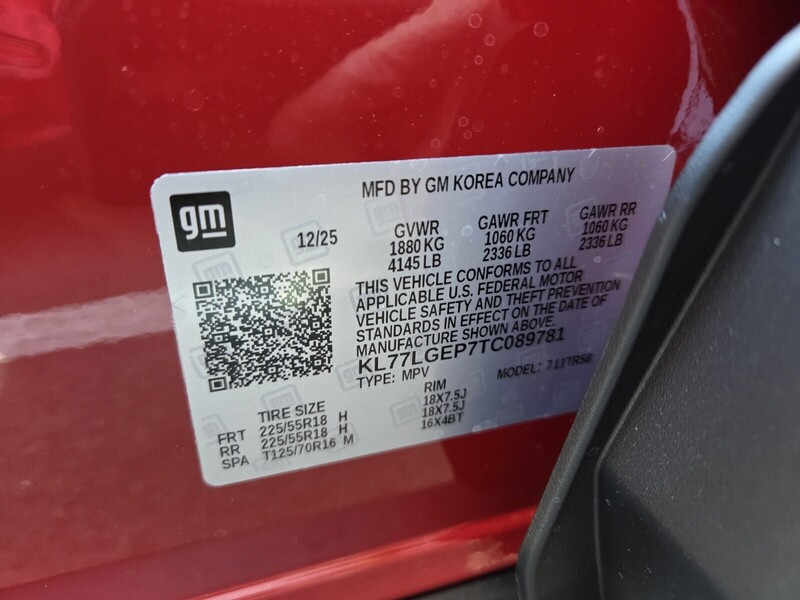 gm
MFD BY GM KOREA COMPANY
12/25
GVWR GAWR FRT GAWR RR
1880 KG 1060 KG 1060 KG
4145 LB 2336 LB 2336 LB
THIS VEHICLE CONFORMS TO ALL
APPLICABLE U.S. FEDERAL MOTOR
VEHICLE SAFETY AND THEFT PREVENTION
STANDARDS IN EFFECT ON THE DATE OF
MANUFACTURE SHOWN ABOVE.
KL77LGEP7TC089781
TYPE: MPV MODEL: 711TR58
TIRE SIZE RIM
FRT 225/55R18 H 18X7.5J
RR 225/55R18 H 18X7.5J
SPA T125/70R16 M 16X4BT